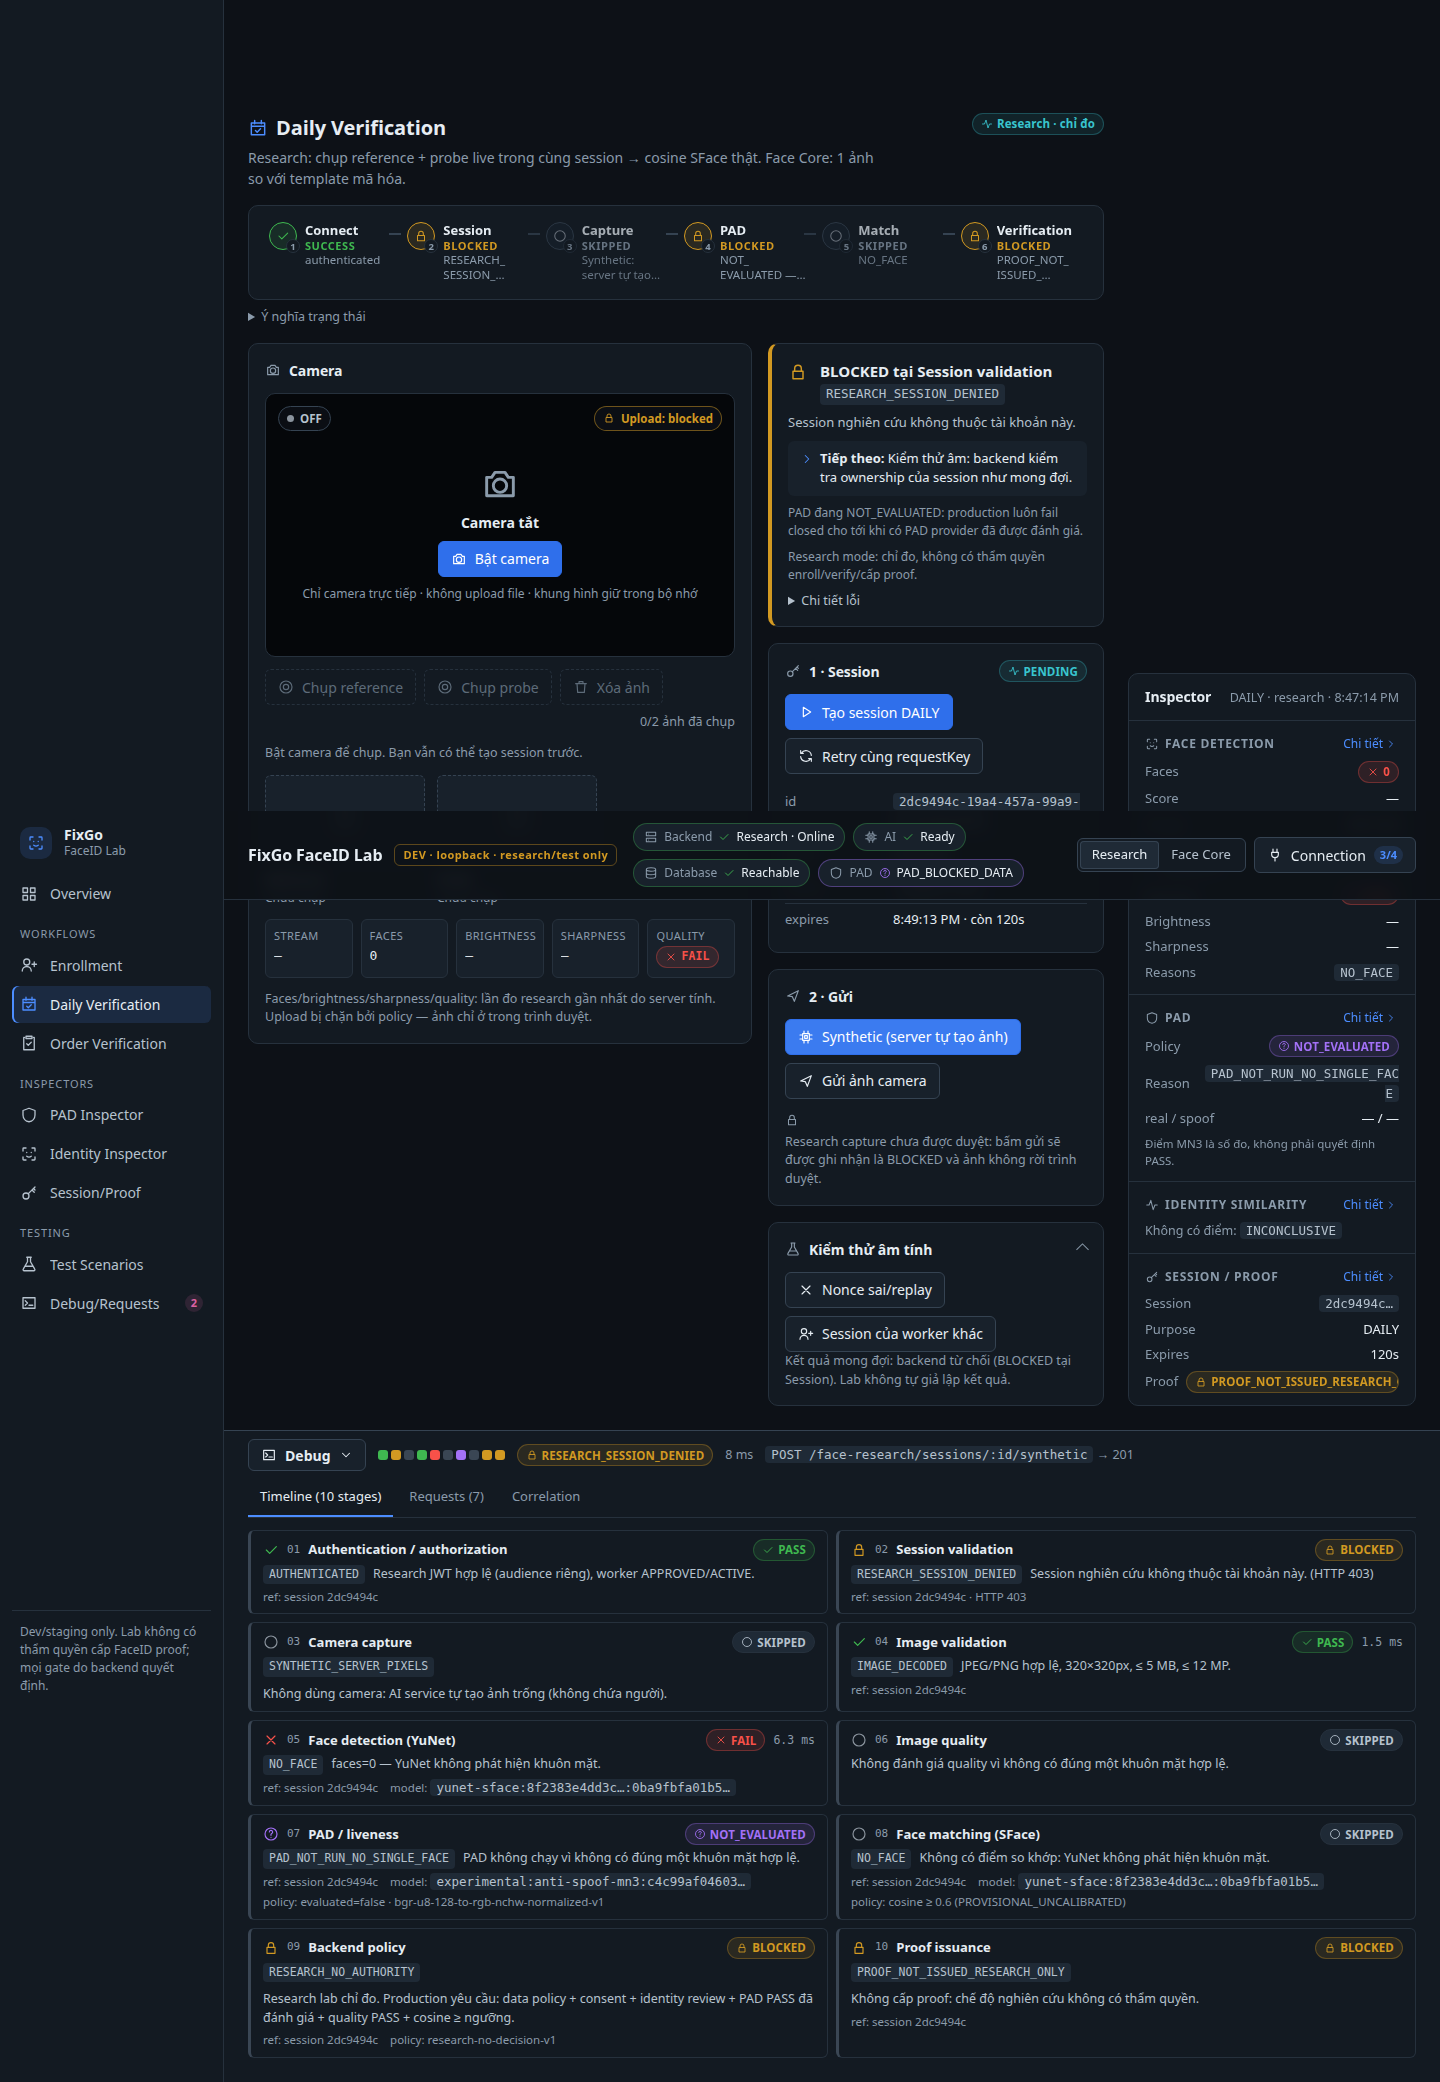 Daily Verification
Research · chỉ đo
Research: chụp reference + probe live trong cùng session → cosine SFace thật. Face Core: 1 ảnh
so với template mã hóa.
1
Connect
SUCCESS
authenticated
2
Session
BLOCKED
RESEARCH_
SESSION_…
3
Capture
SKIPPED
Synthetic:
server tự tạo…
4
PAD
BLOCKED
NOT_
EVALUATED —…
5
Match
SKIPPED
NO_FACE
6
Verification
BLOCKED
PROOF_NOT_
ISSUED_…
Ý nghĩa trạng thái
Camera
OFF
Upload: blocked
Camera tắt
Bật camera
Chỉ camera trực tiếp · không upload file · khung hình giữ trong bộ nhớ
Chụp reference
Chụp probe
Xóa ảnh
0/2 ảnh đã chụp
Bật camera để chụp. Bạn vẫn có thể tạo session trước.
BLOCKED tại Session validation
RESEARCH_SESSION_DENIED
Session nghiên cứu không thuộc tài khoản này.
Tiếp theo: Kiểm thử âm: backend kiểm
tra ownership của session như mong đợi.
PAD đang NOT_EVALUATED: production luôn fail
closed cho tới khi có PAD provider đã được đánh giá.
Research mode: chỉ đo, không có thẩm quyền
enroll/verify/cấp proof.
Chi tiết lỗi
1 · Session
PENDING
Tạo session DAILY
Retry cùng requestKey
id
2dc9494c-19a4-457a-99a9-
Inspector
DAILY · research · 8:47:14 PM
FACE DETECTION
Chi tiết
Faces
0
Score
—
FixGo
FaceID Lab
Overview
WORKFLOWS
Enrollment
Daily Verification
Order Verification
INSPECTORS
PAD Inspector
Identity Inspector
Session/Proof
TESTING
Test Scenarios
Debug/Requests
2
Dev/staging only. Lab không có
thẩm quyền cấp FaceID proof;
mọi gate do backend quyết
định.
FixGo FaceID Lab
DEV · loopback · research/test only
Backend
Research · Online
AI
Ready
Database
Reachable
PAD
PAD_BLOCKED_DATA
Research
Face Core
Connection
3/4
STREAM
—
FACES
0
BRIGHTNESS
—
SHARPNESS
—
QUALITY
FAIL
Faces/brightness/sharpness/quality: lần đo research gần nhất do server tính.
Upload bị chặn bởi policy — ảnh chỉ ở trong trình duyệt.
expires
8:49:13 PM · còn 120s
2 · Gửi
Synthetic (server tự tạo ảnh)
Gửi ảnh camera
Research capture chưa được duyệt: bấm gửi sẽ
được ghi nhận là BLOCKED và ảnh không rời trình
duyệt.
Kiểm thử âm tính
Nonce sai/replay
Session của worker khác
Kết quả mong đợi: backend từ chối (BLOCKED tại
Session). Lab không tự giả lập kết quả.
Brightness
—
Sharpness
—
Reasons
NO_FACE
PAD
Chi tiết
Policy
NOT_EVALUATED
Reason
PAD_NOT_RUN_NO_SINGLE_FAC
E
real / spoof
— / —
Điểm MN3 là số đo, không phải quyết định
PASS.
IDENTITY SIMILARITY
Chi tiết
Không có điểm: INCONCLUSIVE
SESSION / PROOF
Chi tiết
Session
2dc9494c…
Purpose
DAILY
Expires
120s
Proof
PROOF_NOT_ISSUED_RESEARCH_
Debug
RESEARCH_SESSION_DENIED
8 ms
POST /face-research/sessions/:id/synthetic → 201
Timeline (10 stages)
Requests (7)
Correlation
01 Authentication / authorization
PASS
AUTHENTICATED Research JWT hợp lệ (audience riêng), worker APPROVED/ACTIVE.
ref: session 2dc9494c
02 Session validation
BLOCKED
RESEARCH_SESSION_DENIED Session nghiên cứu không thuộc tài khoản này. (HTTP 403)
ref: session 2dc9494c · HTTP 403
03 Camera capture
SKIPPED
SYNTHETIC_SERVER_PIXELS
Không dùng camera: AI service tự tạo ảnh trống (không chứa người).
04 Image validation
PASS 1.5 ms
IMAGE_DECODED JPEG/PNG hợp lệ, 320×320px, ≤ 5 MB, ≤ 12 MP.
ref: session 2dc9494c
05 Face detection (YuNet)
FAIL 6.3 ms
NO_FACE faces=0 — YuNet không phát hiện khuôn mặt.
ref: session 2dc9494c model: yunet-sface:8f2383e4dd3c…:0ba9fbfa01b5…
06 Image quality
SKIPPED
Không đánh giá quality vì không có đúng một khuôn mặt hợp lệ.
07 PAD / liveness
NOT_EVALUATED
PAD_NOT_RUN_NO_SINGLE_FACE PAD không chạy vì không có đúng một khuôn mặt hợp lệ.
ref: session 2dc9494c model: experimental:anti-spoof-mn3:c4c99af04603…
policy: evaluated=false · bgr-u8-128-to-rgb-nchw-normalized-v1
08 Face matching (SFace)
SKIPPED
NO_FACE Không có điểm so khớp: YuNet không phát hiện khuôn mặt.
ref: session 2dc9494c model: yunet-sface:8f2383e4dd3c…:0ba9fbfa01b5…
policy: cosine ≥ 0.6 (PROVISIONAL_UNCALIBRATED)
09 Backend policy
BLOCKED
RESEARCH_NO_AUTHORITY
Research lab chỉ đo. Production yêu cầu: data policy + consent + identity review + PAD PASS đã
đánh giá + quality PASS + cosine ≥ ngưỡng.
ref: session 2dc9494c policy: research-no-decision-v1
10 Proof issuance
BLOCKED
PROOF_NOT_ISSUED_RESEARCH_ONLY
Không cấp proof: chế độ nghiên cứu không có thẩm quyền.
ref: session 2dc9494c